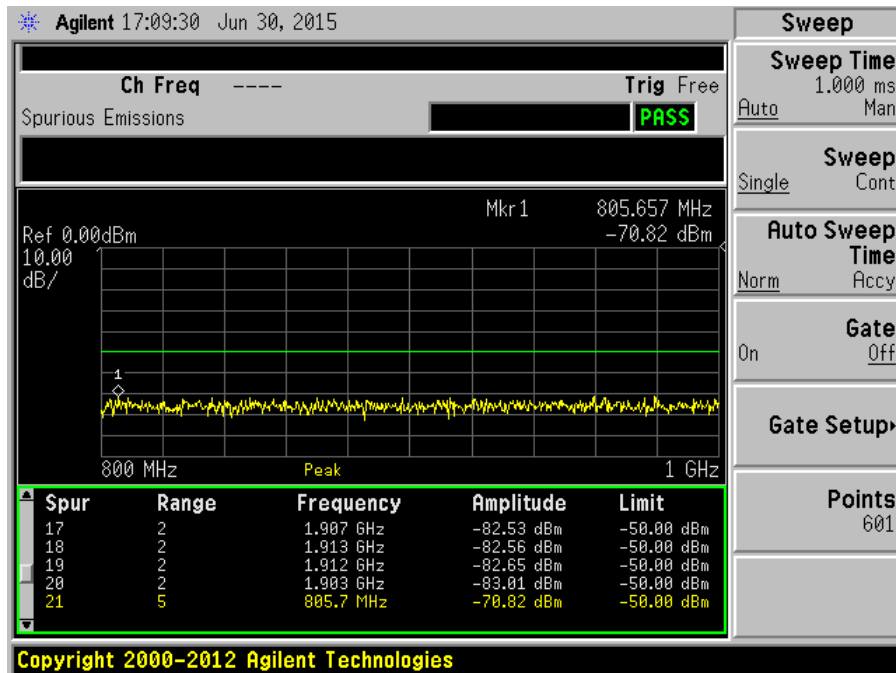 Agilent 17:09:30 Jun 30, 2015
Ch Freq ---- Trig Free
Spurious Emissions PASS
Mkr1 805.657 MHz
Ref 0.00dBm -70.82 dBm
10.00
dB/
1
800 MHz Peak 1 GHz
Spur Range Frequency Amplitude Limit
17 2 1.907 GHz -82.53 dBm -50.00 dBm
18 2 1.913 GHz -82.56 dBm -50.00 dBm
19 2 1.912 GHz -82.65 dBm -50.00 dBm
20 2 1.903 GHz -83.01 dBm -50.00 dBm
21 5 805.7 MHz -70.82 dBm -50.00 dBm
Sweep
Sweep Time
1.000 ms
Auto Man
Sweep
Single Cont
Auto Sweep
Time
Norm Accy
Gate
On Off
Gate Setup
Points
601
Copyright 2000-2012 Agilent Technologies